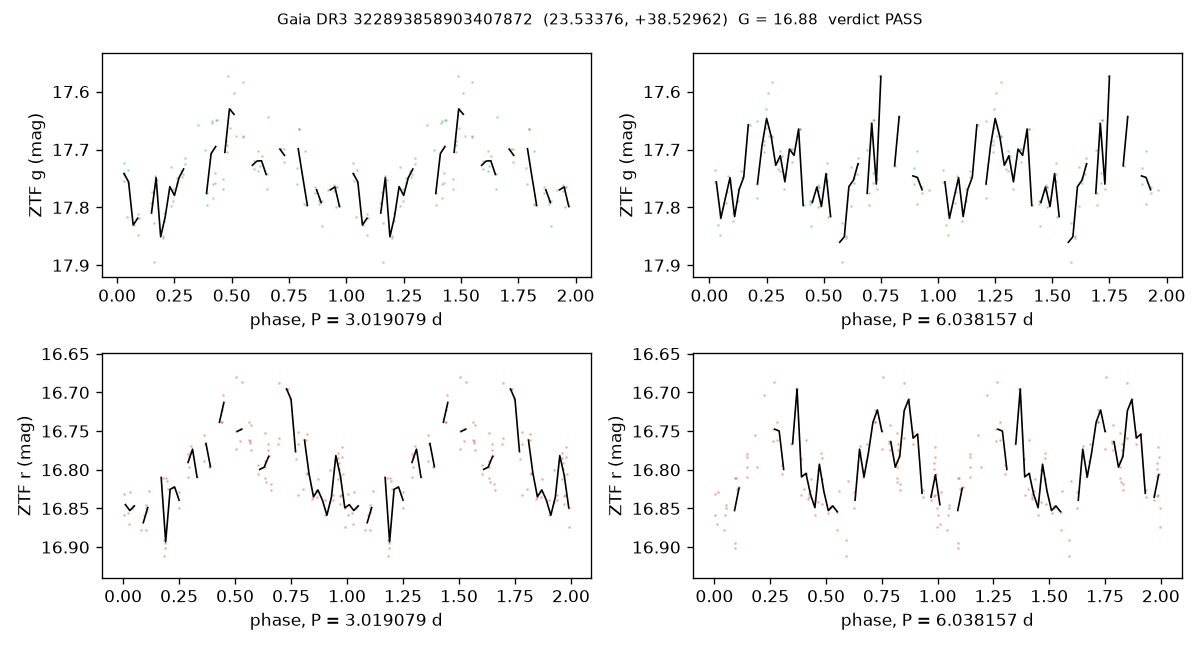 Gaia DR3 322893858903407872  (23.53376, +38.52962)  G = 16.88  verdict PASS
ZTF g (mag)
17.6
17.7
17.8
17.9
0.00 0.25 0.50 0.75 1.00 1.25 1.50 1.75 2.00
phase, P = 3.019079 d
ZTF g (mag)
17.6
17.7
17.8
17.9
0.00 0.25 0.50 0.75 1.00 1.25 1.50 1.75 2.00
phase, P = 6.038157 d
ZTF r (mag)
16.65
16.70
16.75
16.80
16.85
16.90
0.00 0.25 0.50 0.75 1.00 1.25 1.50 1.75 2.00
phase, P = 3.019079 d
ZTF r (mag)
16.65
16.70
16.75
16.80
16.85
16.90
0.00 0.25 0.50 0.75 1.00 1.25 1.50 1.75 2.00
phase, P = 6.038157 d